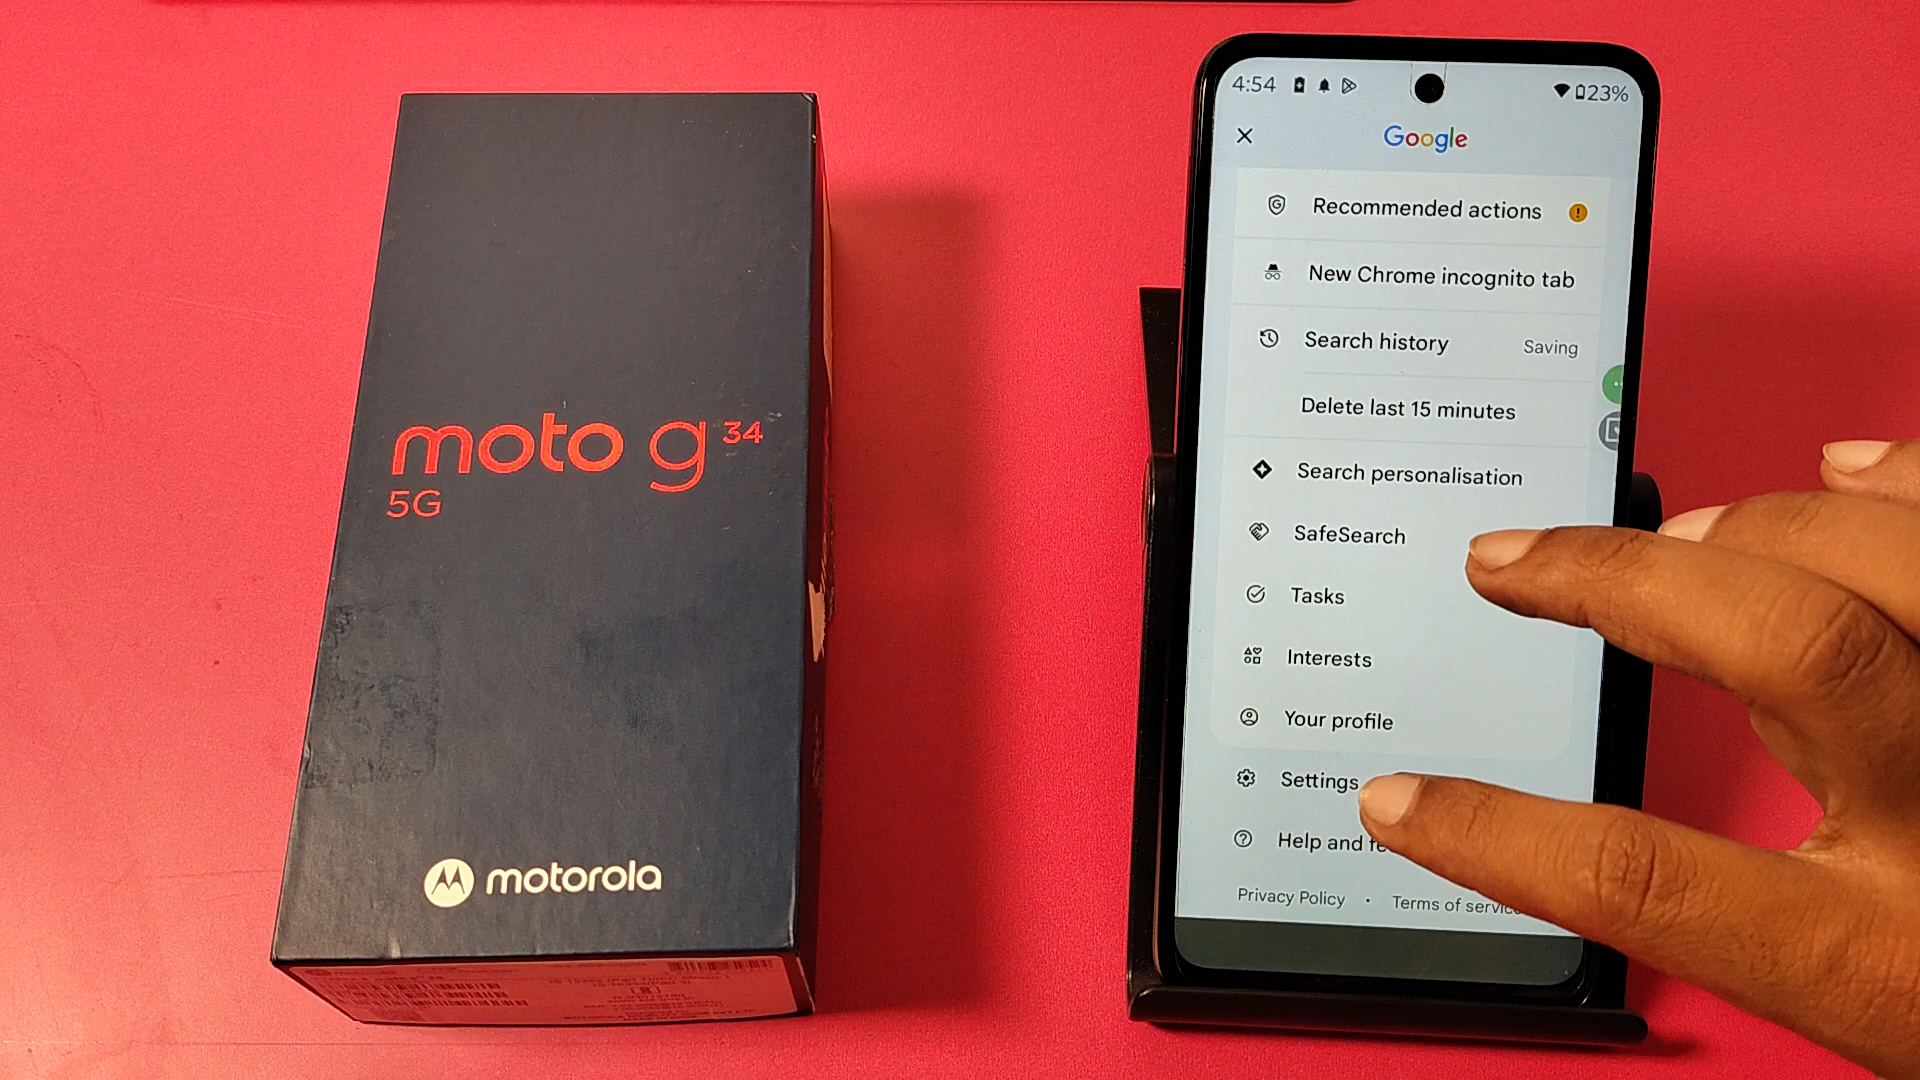 moto g 34
5G
motorola
4:54
23%
Google
Recommended actions
New Chrome incognito tab
Search history Saving
Delete last 15 minutes
Search personalisation
SafeSearch
Tasks
Interests
Your profile
Settings
Help and
Privacy Policy • Terms of service